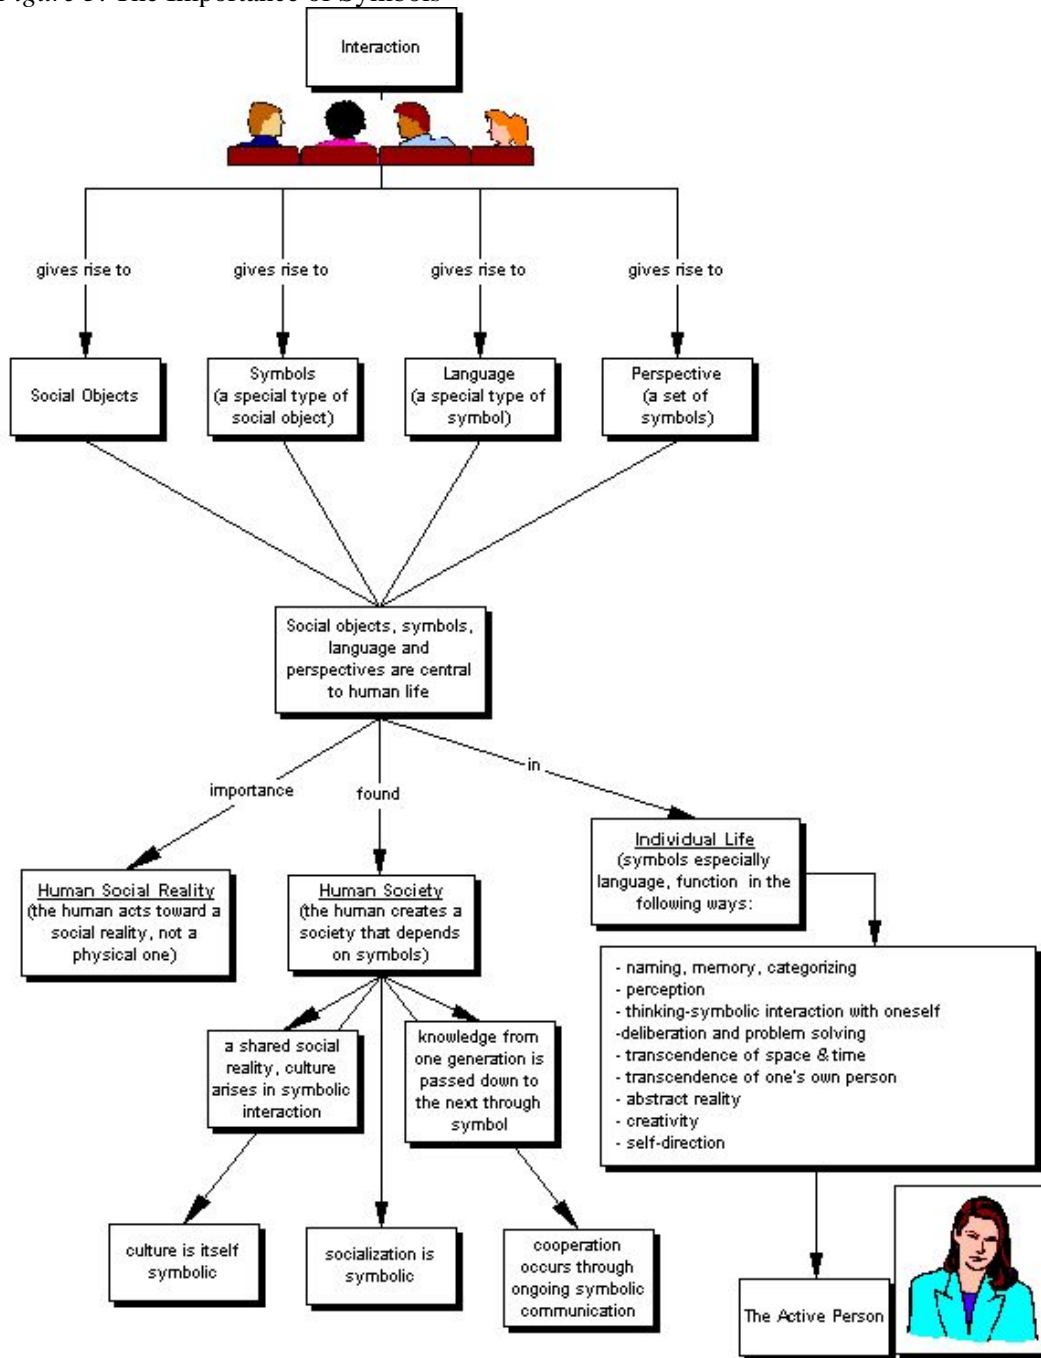 Figure 3. The Importance of Symbols
Interaction
gives rise to
gives rise to
gives rise to
gives rise to
Social Objects
Symbols
(a special type of
social object)
Language
(a special type of
symbol)
Perspective
(a set of
symbols)
Social objects, symbols,
language and
perspectives are central
to human life
importance
found
in
Human Social Reality
(the human acts toward a
social reality, not a
physical one)
Human Society
(the human creates a
society that depends
on symbols)
Individual Life
(symbols especially
language, function in the
following ways:
- naming, memory, categorizing
- perception
- thinking-symbolic interaction with oneself
-deliberation and problem solving
- transcendence of space & time
- transcendence of one's own person
- abstract reality
- creativity
- self-direction
a shared social
reality, culture
arises in symbolic
interaction
knowledge from
one generation is
passed down to
the next through
symbol
culture is itself
symbolic
socialization is
symbolic
cooperation
occurs through
ongoing symbolic
communication
The Active Person